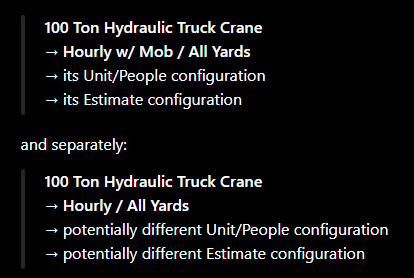 100 Ton Hydraulic Truck Crane
→ Hourly w/ Mob / All Yards
→ its Unit/People configuration
→ its Estimate configuration
and separately:
100 Ton Hydraulic Truck Crane
→ Hourly / All Yards
→ potentially different Unit/People configuration
→ potentially different Estimate configuration